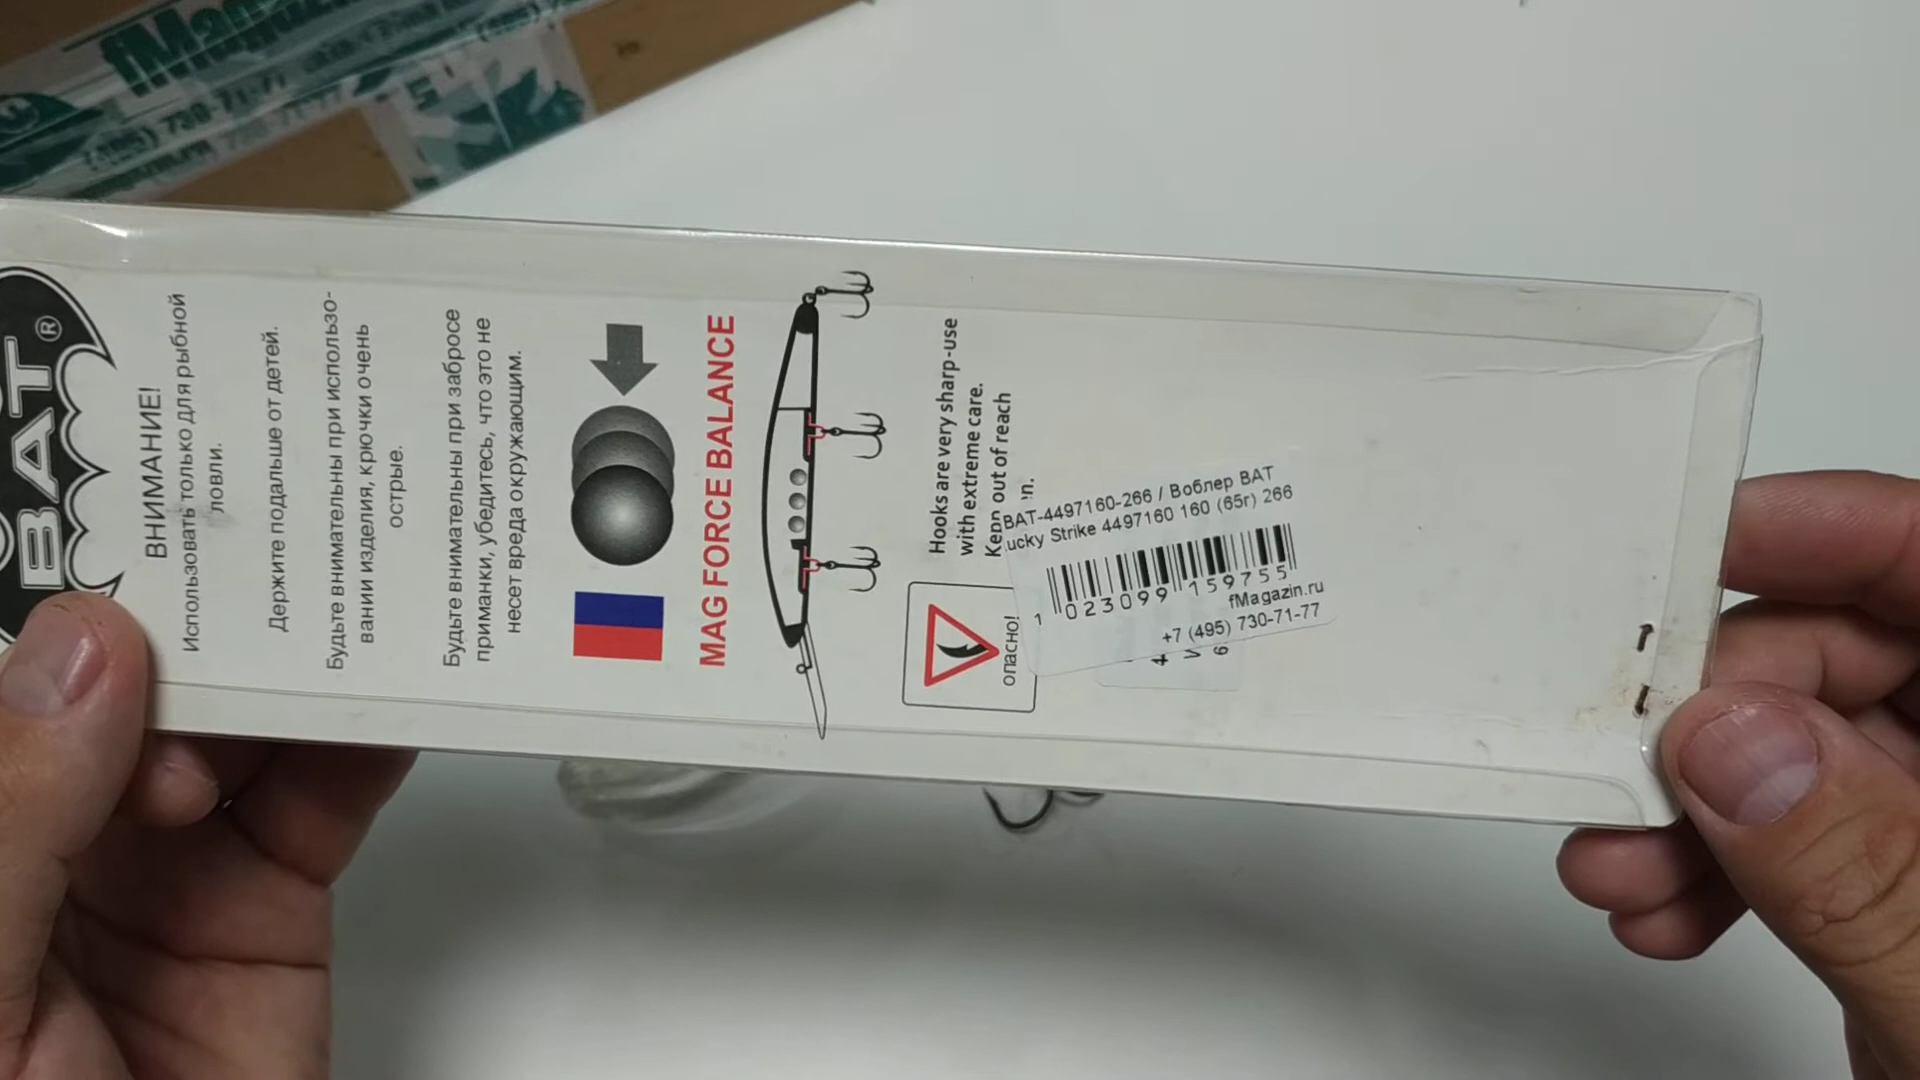 BAT®
ВНИМАНИЕ!
Использовать только для рыбной
ловли.
Держите подальше от детей.
Будьте внимательны при использо-
вании изделия, крючки очень
острые.
Будьте внимательны при забросе
приманки, убедитесь, что это не
несет вреда окружающим.
MAG FORCE BALANCE
Hooks are very sharp-use
with extreme care.
out of reach
n.
ОПАСНО!
BAT-4497160-266 / Воблер BAT
ucky Strike 4497160 160 (65г) 266
1 023099 159755
fMagazin.ru
+7 (495) 730-71-77